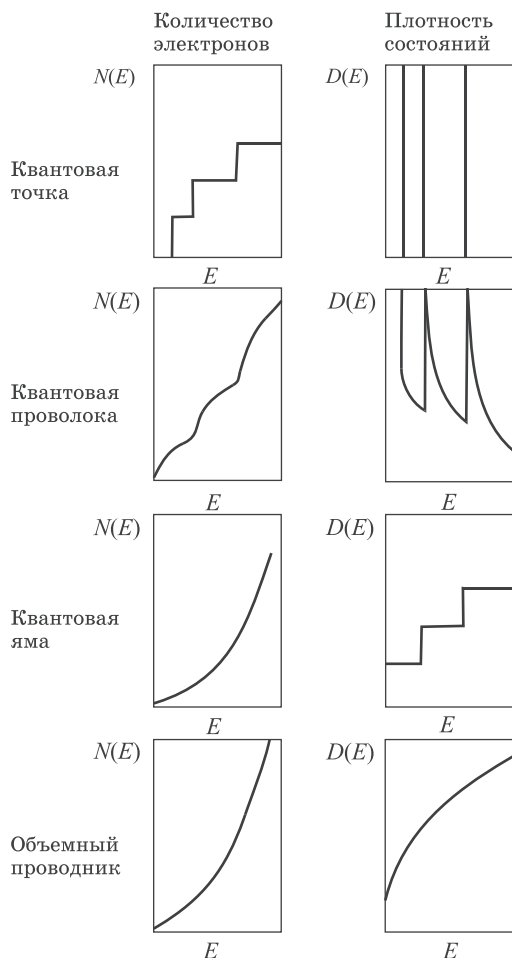 Количество
электронов
Плотность
состояний
N(E)
D(E)
Квантовая
точка
E
E
N(E)
D(E)
Квантовая
проволока
E
E
N(E)
D(E)
Квантовая
яма
E
E
N(E)
D(E)
Объемный
проводник
E
E